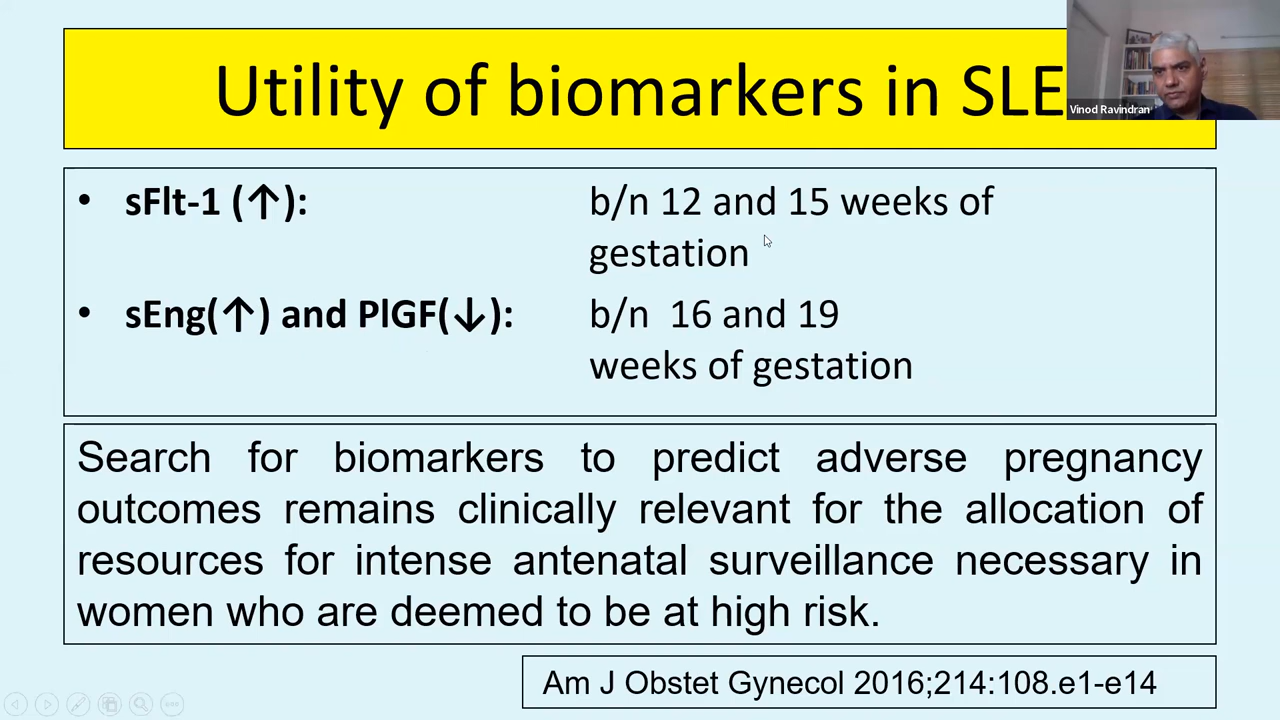 Utility of biomarkers in SLE
Vinod Ravindran
• sFlt-1 (↑): b/n 12 and 15 weeks of
gestation
• sEng(↑) and PlGF(↓): b/n 16 and 19
weeks of gestation
Search for biomarkers to predict adverse pregnancy
outcomes remains clinically relevant for the allocation of
resources for intense antenatal surveillance necessary in
women who are deemed to be at high risk.
Am J Obstet Gynecol 2016;214:108.e1-e14